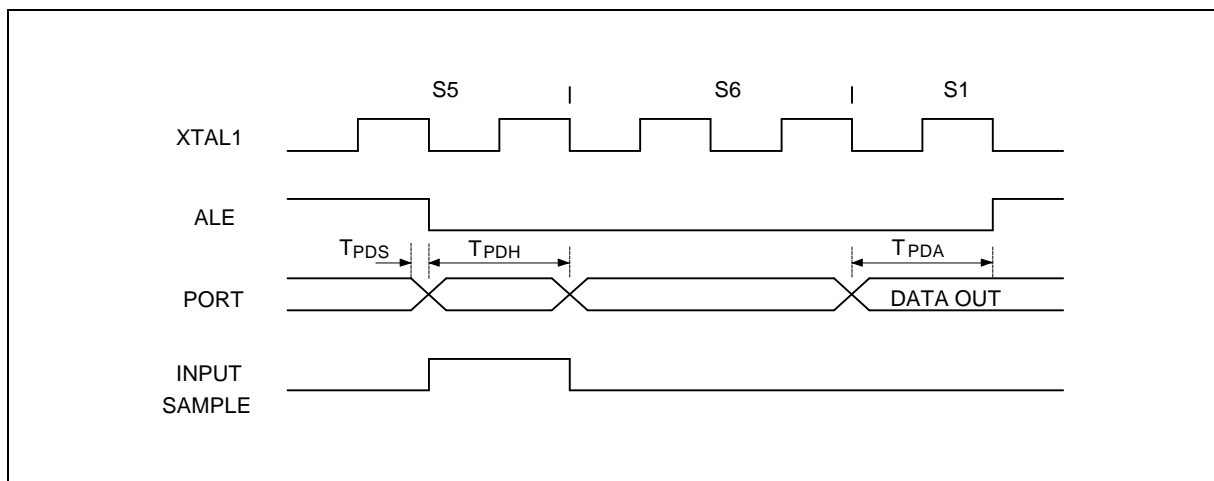 S5 S6 S1
XTAL1
ALE
TPDS TPDH TPDA
PORT DATA OUT
INPUT
SAMPLE